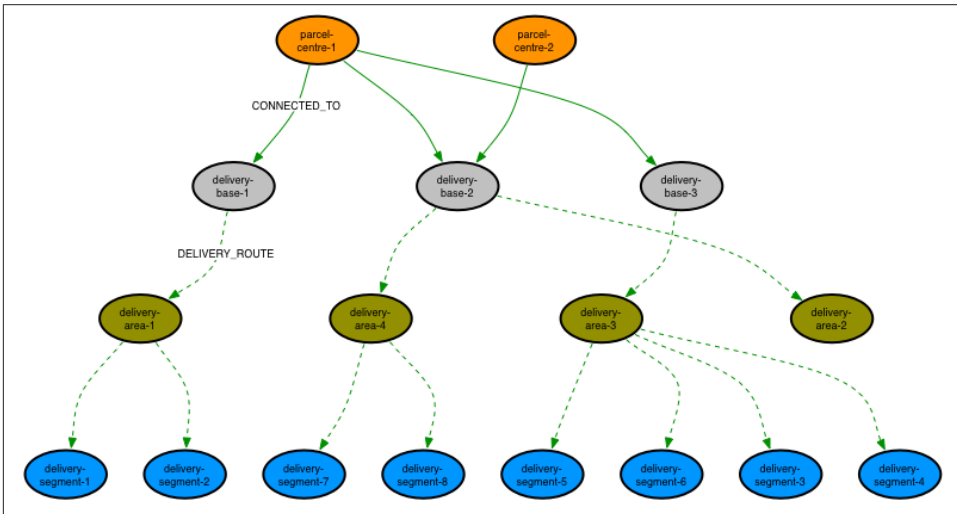 parcel-
centre-1
parcel-
centre-2
CONNECTED_TO
delivery-
base-1
delivery-
base-2
delivery-
base-3
DELIVERY_ROUTE
delivery-
area-1
delivery-
area-4
delivery-
area-3
delivery-
area-2
delivery-
segment-1
delivery-
segment-2
delivery-
segment-7
delivery-
segment-8
delivery-
segment-5
delivery-
segment-6
delivery-
segment-3
delivery-
segment-4